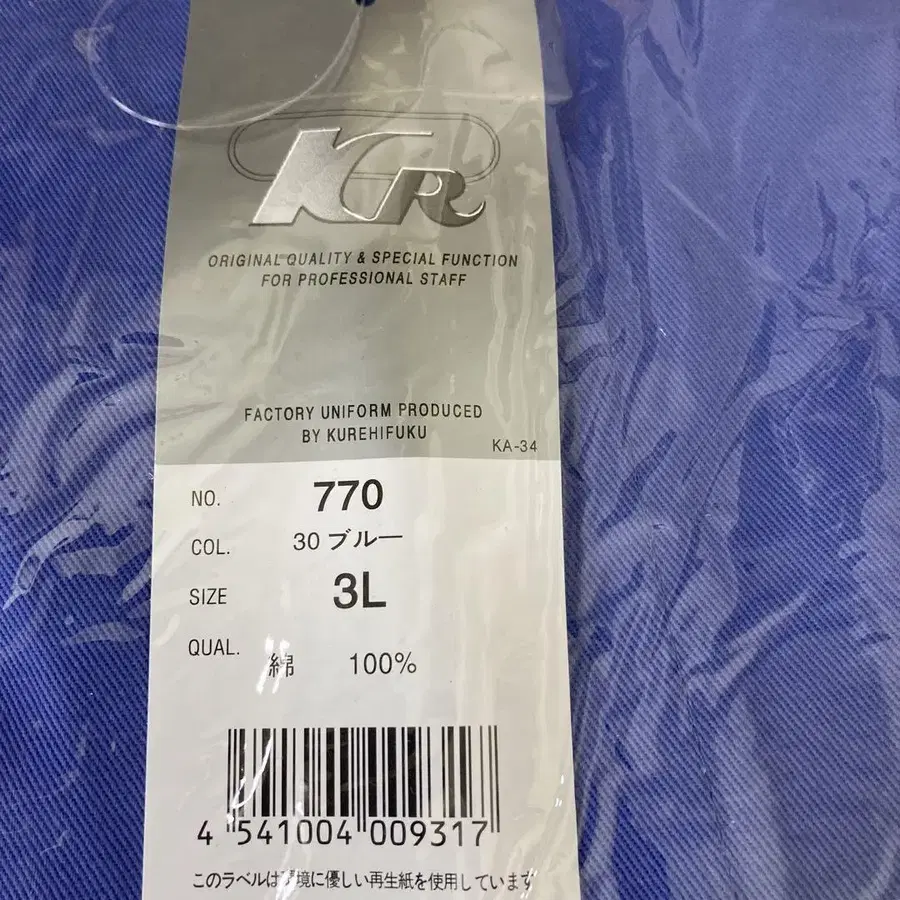 KR
ORIGINAL QUALITY & SPECIAL FUNCTION
FOR PROFESSIONAL STAFF
FACTORY UNIFORM PRODUCED
BY KUREHIFUKU
KA-34
NO. 770
COL. 30 ブルー
SIZE 3L
QUAL. 綿 100%
4 541004 009317
このラベルは環境に優しい再生紙を使用しています